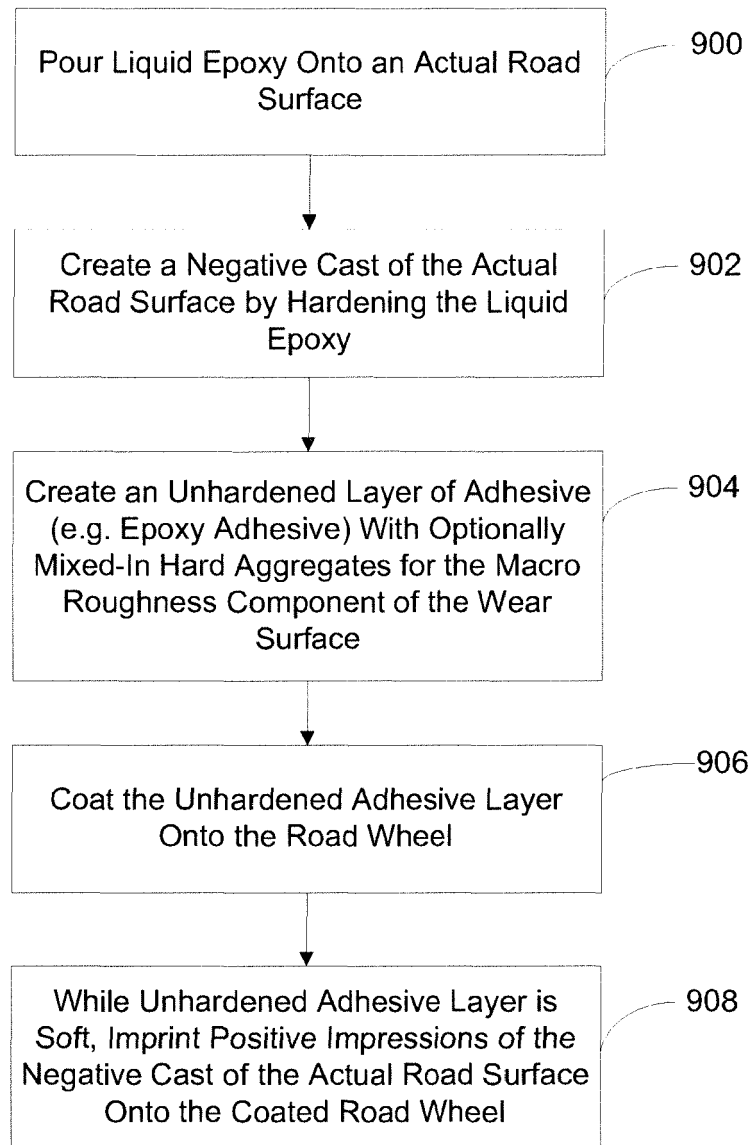 Pour Liquid Epoxy Onto an Actual Road
Surface
900
Create a Negative Cast of the Actual
Road Surface by Hardening the Liquid
Epoxy
902
Create an Unhardened Layer of Adhesive
(e.g. Epoxy Adhesive) With Optionally
Mixed-In Hard Aggregates for the Macro
Roughness Component of the Wear
Surface
904
Coat the Unhardened Adhesive Layer
Onto the Road Wheel
906
While Unhardened Adhesive Layer is
Soft, Imprint Positive Impressions of the
Negative Cast of the Actual Road Surface
Onto the Coated Road Wheel
908